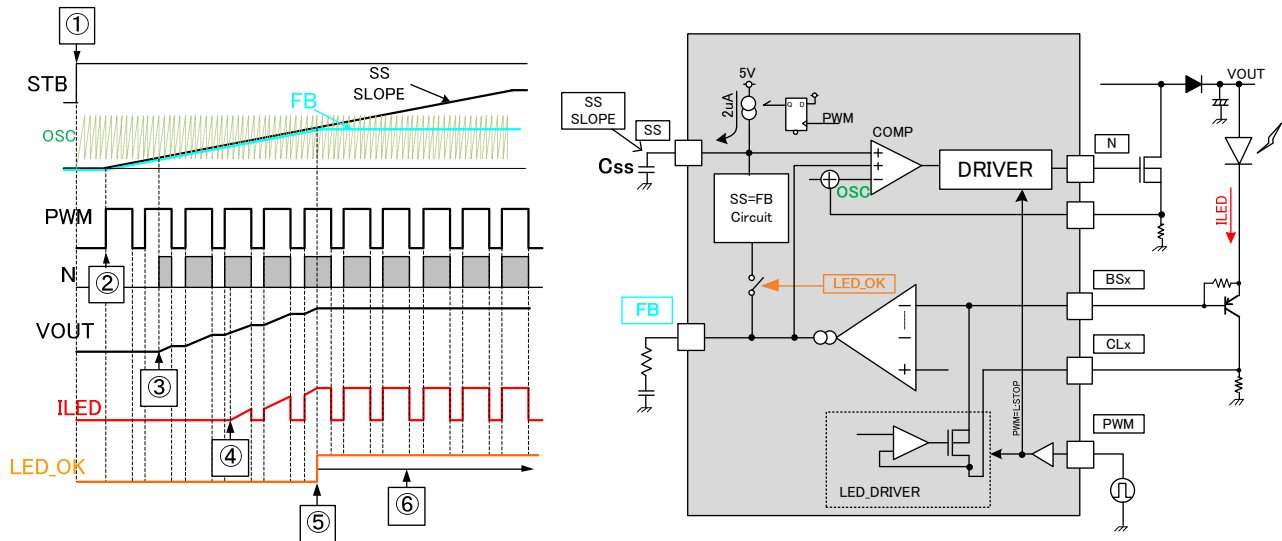 ①
STB
SS
SLOPE
FB
OSC
PWM
②
N
VOUT
③
ILED
④
LED_OK
⑤
⑥
SS
SLOPE
SS
Css
5V
2uA
Q D
PWM
COMP
OSC
DRIVER
N
VOUT
ILED
SS=FB
Circuit
LED_OK
FB
BSx
CLx
PWM
PWM=L:STOP
LED_DRIVER